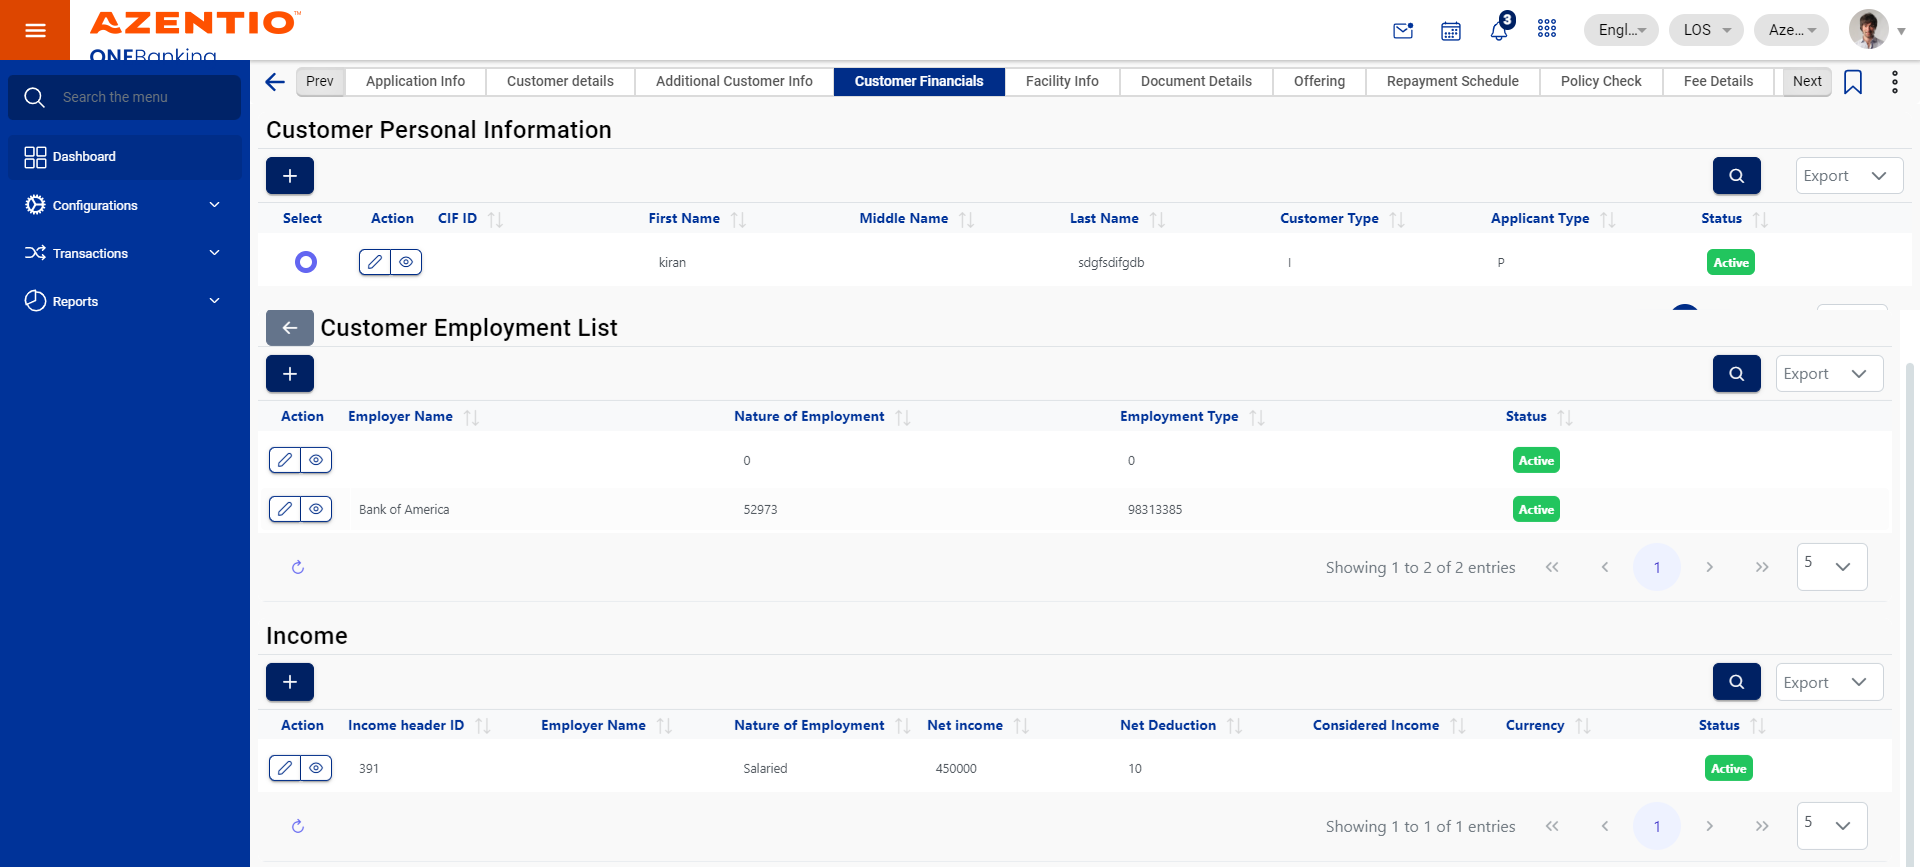 AZENTIO™
ONEBanking
3
Engl...
LOS
Aze...
Search the menu
Dashboard
Configurations
Transactions
Reports
Prev
Application Info
Customer details
Additional Customer Info
Customer Financials
Facility Info
Document Details
Offering
Repayment Schedule
Policy Check
Fee Details
Next
Customer Personal Information
Export
Select Action CIF ID First Name Middle Name Last Name Customer Type Applicant Type Status
kiran sdgfsdifgdb I P Active
Customer Employment List
Export
Action Employer Name Nature of Employment Employment Type Status
0 0 Active
Bank of America 52973 98313385 Active
Showing 1 to 2 of 2 entries 1 5
Income
Export
Action Income header ID Employer Name Nature of Employment Net income Net Deduction Considered Income Currency Status
391 Salaried 450000 10 Active
Showing 1 to 1 of 1 entries 1 5